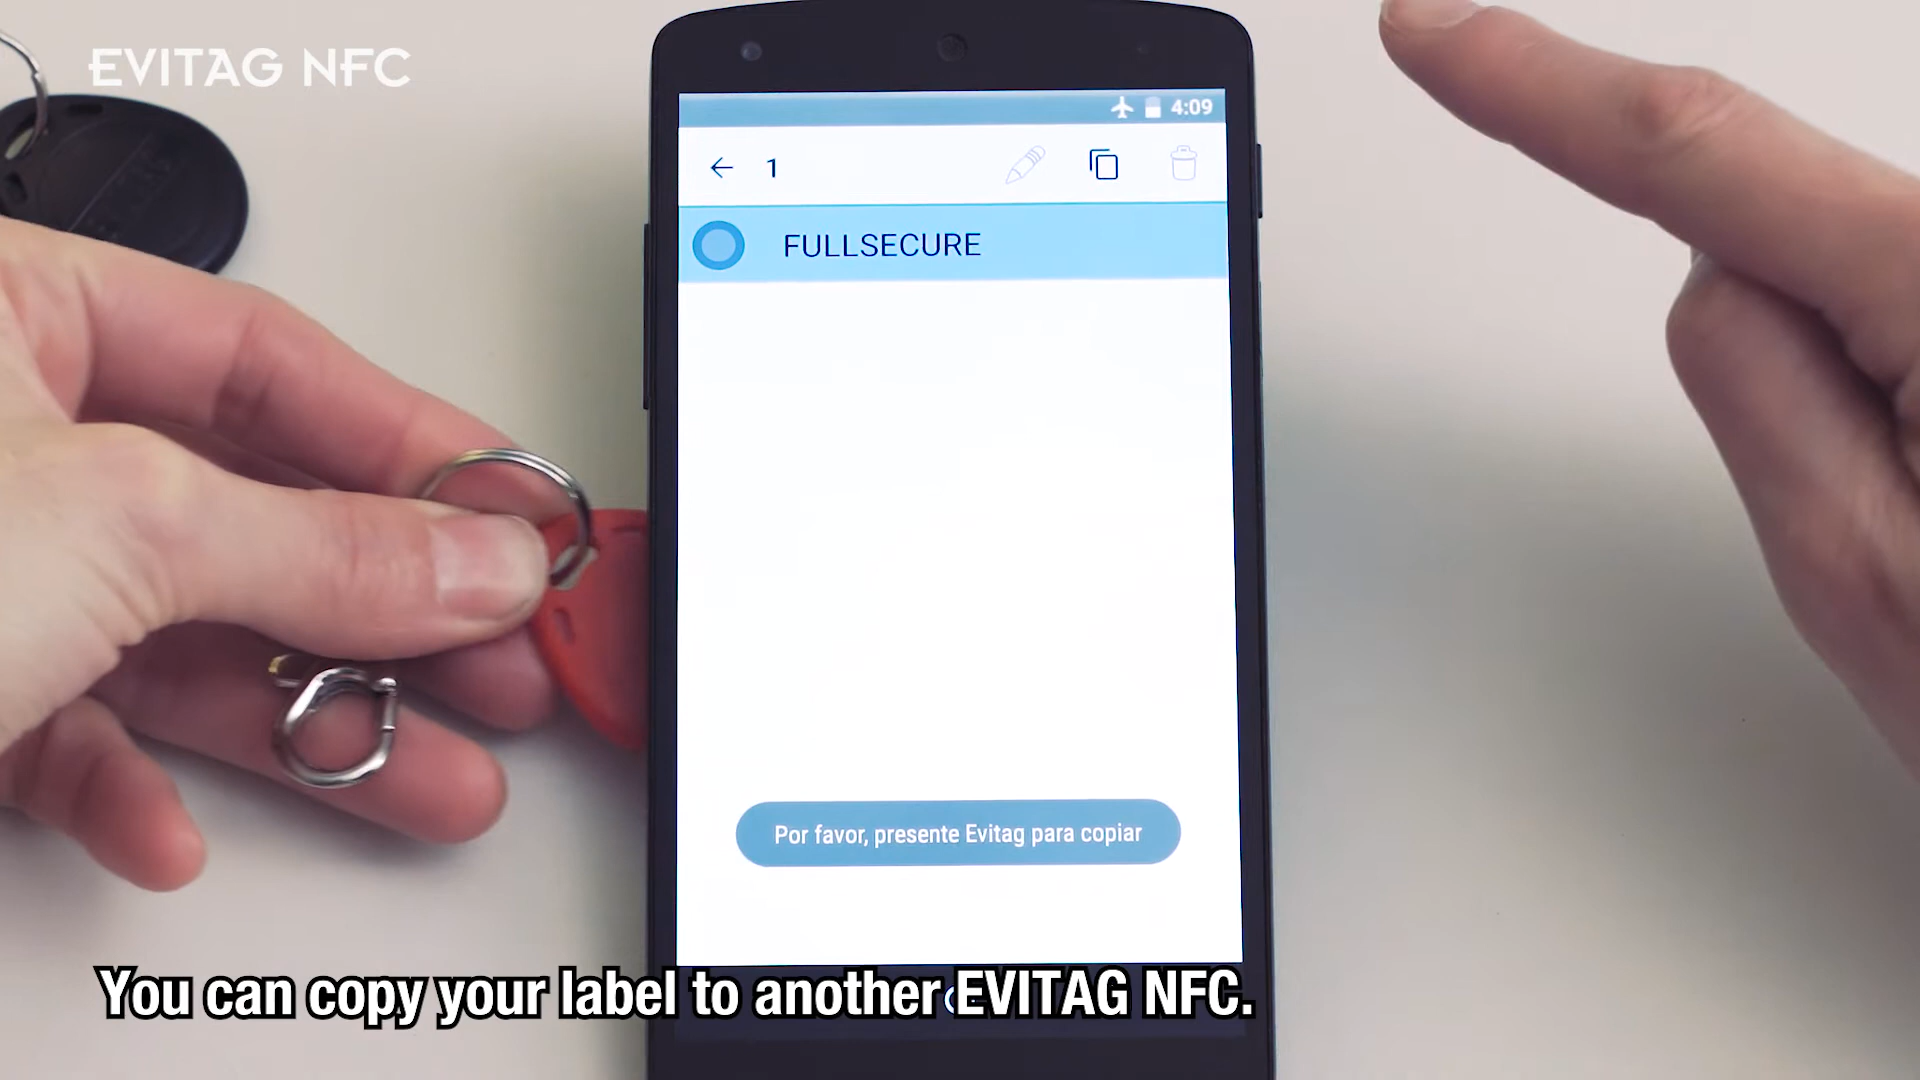 EVITAG NFC
4:09
1
FULLSECURE
Por favor, presente Evitag para copiar
You can copy your label to another EVITAG NFC.